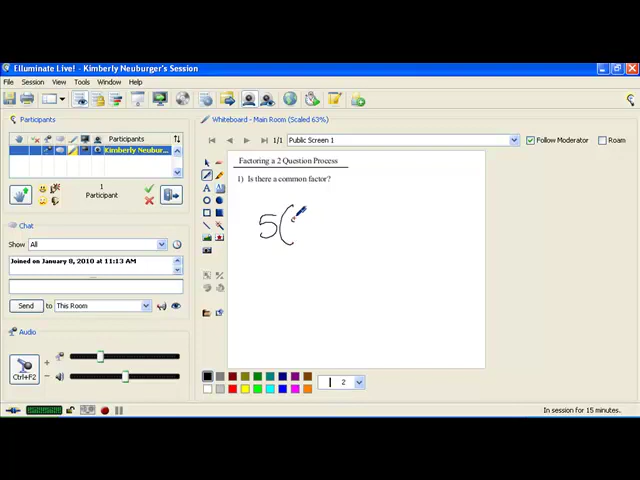 Elluminate Live! - Kimberly Neuburger's Session
File Session View Tools Window Help
Participants
Participants
Kimberly Neubur...
1
Participant
Chat
Show All
Joined on January 8, 2010 at 11:13 AM
Send to This Room
Audio
Ctrl+F2
Whiteboard - Main Room (Scaled 63%)
1/1 Public Screen 1 Follow Moderator Roam
Factoring a 2 Question Process
1) Is there a common factor?
5(
2
In session for 15 minutes.